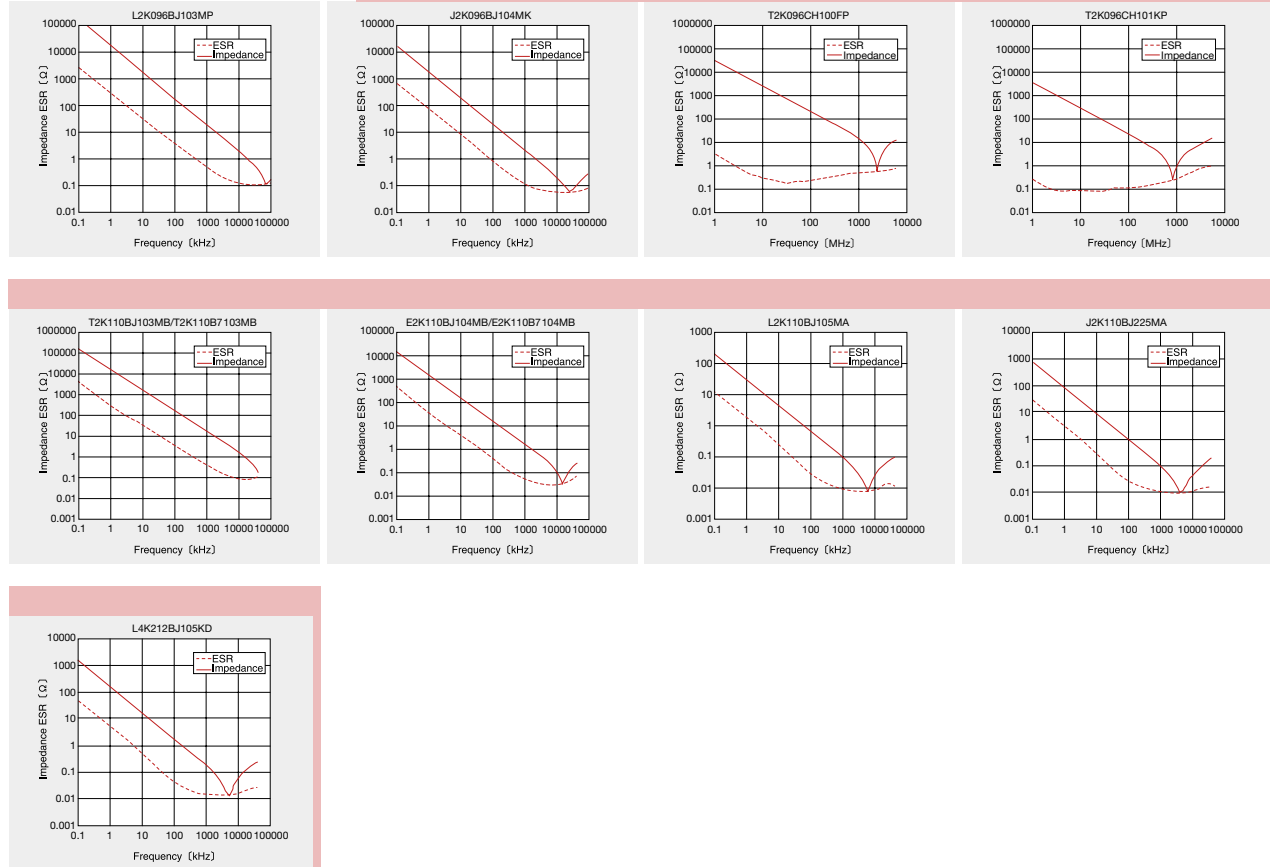 L2K096BJ103MP
100000
10000
1000
100
10
1
0.1
0.01
Impedance ESR〔Ω〕
ESR
Impedance
0.1 1 10 100 1000 10000 100000
Frequency〔kHz〕
J2K096BJ104MK
100000
10000
1000
100
10
1
0.1
0.01
Impedance ESR〔Ω〕
ESR
Impedance
0.1 1 10 100 1000 10000 100000
Frequency〔kHz〕
T2K096CH100FP
1000000
100000
10000
1000
100
10
1
0.1
0.01
Impedance ESR〔Ω〕
ESR
Impedance
1 10 100 1000 10000
Frequency〔MHz〕
T2K096CH101KP
1000000
100000
10000
1000
100
10
1
0.1
0.01
Impedance ESR〔Ω〕
ESR
Impedance
1 10 100 1000 10000
Frequency〔MHz〕
T2K110BJ103MB/T2K110B7103MB
1000000
100000
10000
1000
100
10
1
0.1
0.01
0.001
Impedance ESR〔Ω〕
ESR
Impedance
0.1 1 10 100 1000 10000 100000
Frequency〔kHz〕
E2K110BJ104MB/E2K110B7104MB
100000
10000
1000
100
10
1
0.1
0.01
0.001
Impedance ESR〔Ω〕
ESR
Impedance
0.1 1 10 100 1000 10000 100000
Frequency〔kHz〕
L2K110BJ105MA
1000
100
10
1
0.1
0.01
0.001
Impedance ESR〔Ω〕
ESR
Impedance
0.1 1 10 100 1000 10000 100000
Frequency〔kHz〕
J2K110BJ225MA
10000
1000
100
10
1
0.1
0.01
0.001
Impedance ESR〔Ω〕
ESR
Impedance
0.1 1 10 100 1000 10000 100000
Frequency〔kHz〕
L4K212BJ105KD
10000
1000
100
10
1
0.1
0.01
0.001
Impedance ESR〔Ω〕
ESR
Impedance
0.1 1 10 100 1000 10000 100000
Frequency〔kHz〕